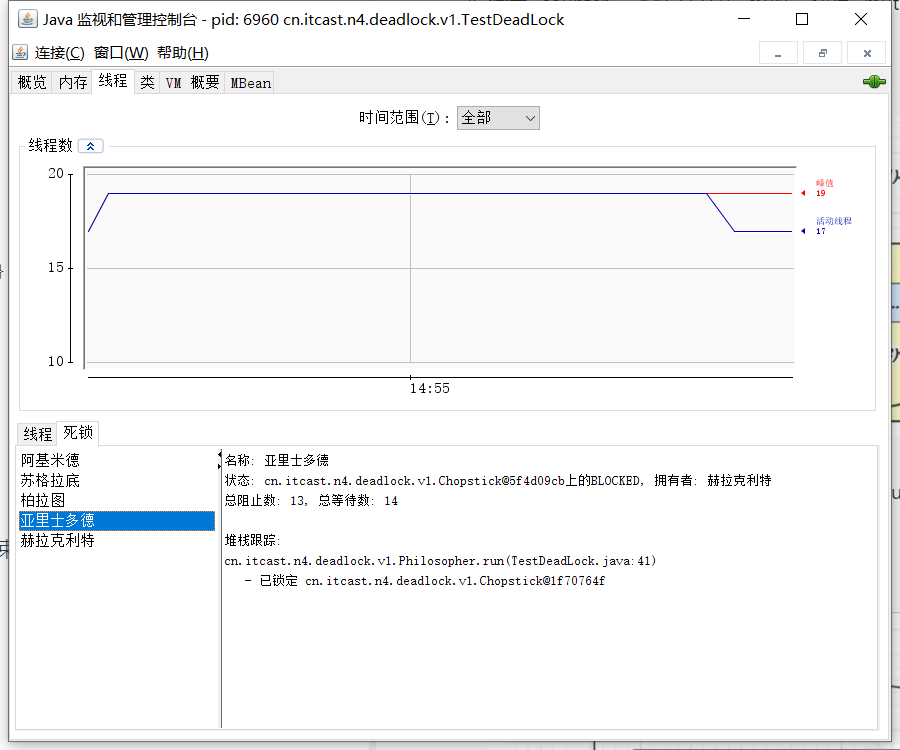 Java 监视和管理控制台 - pid: 6960 cn.itcast.n4.deadlock.v1.TestDeadLock
连接(C) 窗口(W) 帮助(H)
概览 内存 线程 类 VM 概要 MBean
时间范围(T): 全部
线程数
20
15
10
14:55
峰值
19
活动线程
17
线程 死锁
阿基米德
苏格拉底
柏拉图
亚里士多德
赫拉克利特
名称: 亚里士多德
状态: cn.itcast.n4.deadlock.v1.Chopstick@5f4d09cb上的BLOCKED, 拥有者: 赫拉克利特
总阻止数: 13, 总等待数: 14
堆栈跟踪:
cn.itcast.n4.deadlock.v1.Philosopher.run(TestDeadLock.java:41)
- 已锁定 cn.itcast.n4.deadlock.v1.Chopstick@1f70764f